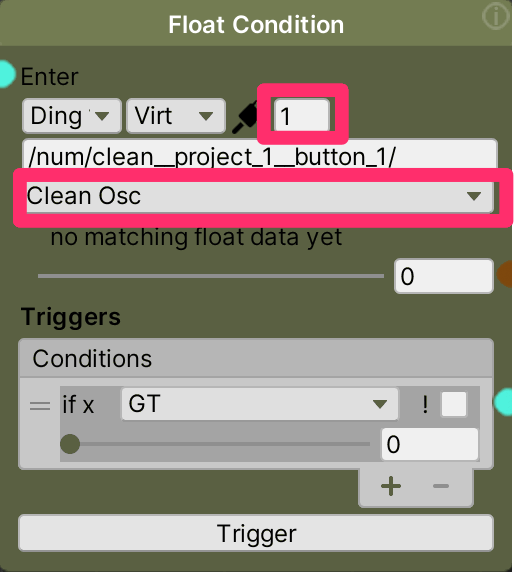 Float Condition
Enter
Ding Virt 1
/num/clean__project_1__button_1/
Clean Osc
no matching float data yet
0
Triggers
Conditions
if x GT !
0
+ −
Trigger